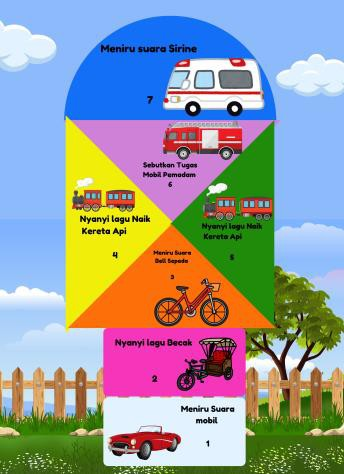 Meniru suara Sirine
7
Sebutkan Tugas
Mobil Pemadam
6
Nyanyi lagu Naik
Kereta Api
4
Nyanyi lagu Naik
Kereta Api
5
Meniru Suara
Bell Sepeda
3
Nyanyi lagu Becak
2
Meniru Suara
mobil
1